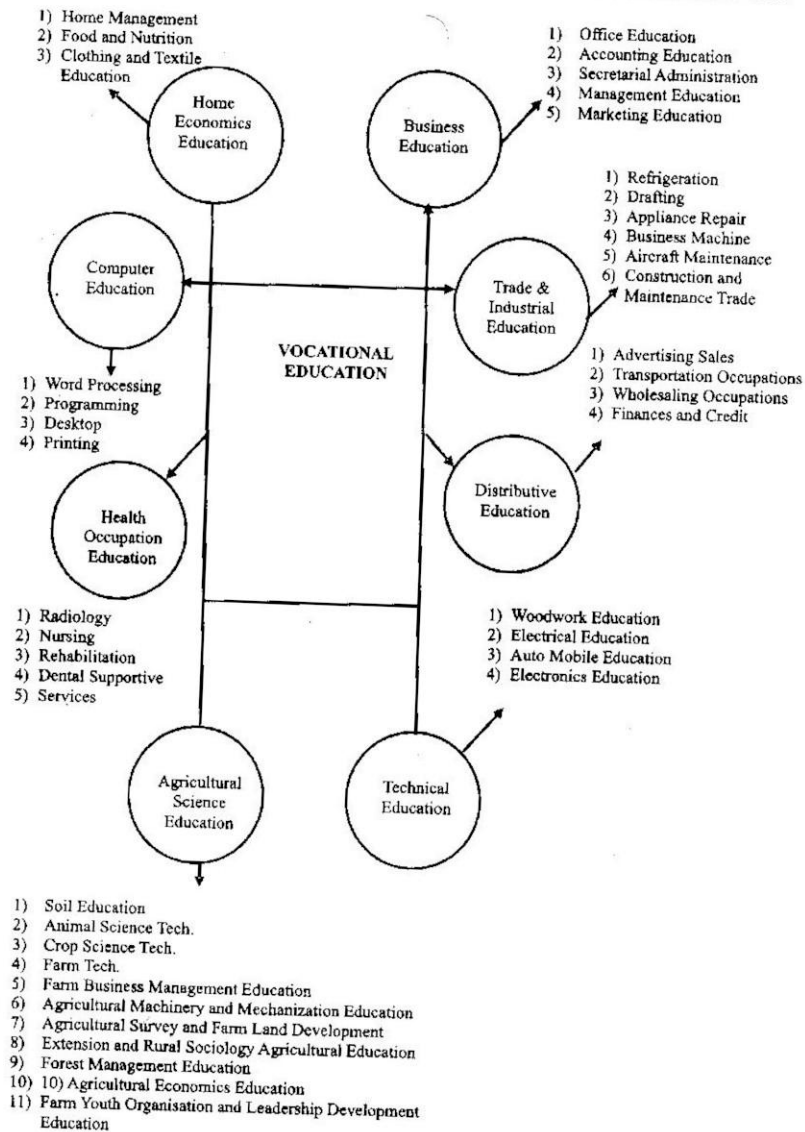 1) Home Management
2) Food and Nutrition
3) Clothing and Textile
Education
Home
Economics
Education
1) Office Education
2) Accounting Education
3) Secretarial Administration
4) Management Education
5) Marketing Education
Business
Education
1) Refrigeration
2) Drafting
3) Appliance Repair
4) Business Machine
5) Aircraft Maintenance
6) Construction and
Maintenance Trade
Computer
Education
Trade &
Industrial
Education
VOCATIONAL
EDUCATION
1) Word Processing
2) Programming
3) Desktop
4) Printing
1) Advertising Sales
2) Transportation Occupations
3) Wholesaling Occupations
4) Finances and Credit
Health
Occupation
Education
Distributive
Education
1) Radiology
2) Nursing
3) Rehabilitation
4) Dental Supportive
5) Services
1) Woodwork Education
2) Electrical Education
3) Auto Mobile Education
4) Electronics Education
Agricultural
Science
Education
Technical
Education
1) Soil Education
2) Animal Science Tech.
3) Crop Science Tech.
4) Farm Tech.
5) Farm Business Management Education
6) Agricultural Machinery and Mechanization Education
7) Agricultural Survey and Farm Land Development
8) Extension and Rural Sociology Agricultural Education
9) Forest Management Education
10) 10) Agricultural Economics Education
11) Farm Youth Organisation and Leadership Development
Education